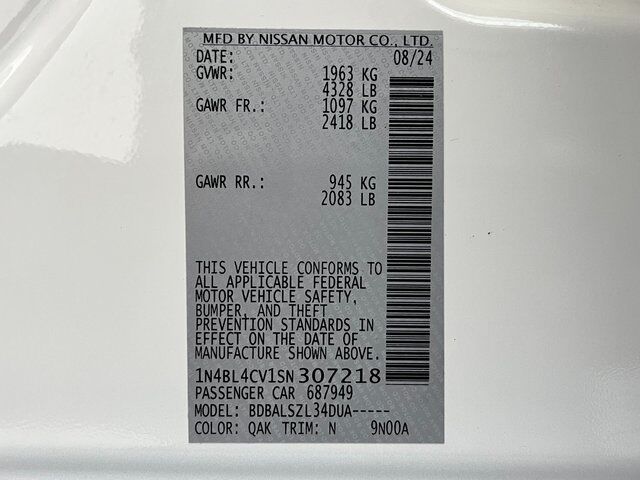 MFD BY NISSAN MOTOR CO., LTD.
DATE: 08/24
GVWR: 1963 KG
4328 LB
GAWR FR.: 1097 KG
2418 LB
GAWR RR.: 945 KG
2083 LB
THIS VEHICLE CONFORMS TO
ALL APPLICABLE FEDERAL
MOTOR VEHICLE SAFETY,
BUMPER, AND THEFT
PREVENTION STANDARDS IN
EFFECT ON THE DATE OF
MANUFACTURE SHOWN ABOVE.
1N4BL4CV1SN307218
PASSENGER CAR 687949
MODEL: BDBALSZL34DUA-----
COLOR: QAK TRIM: N 9N00A